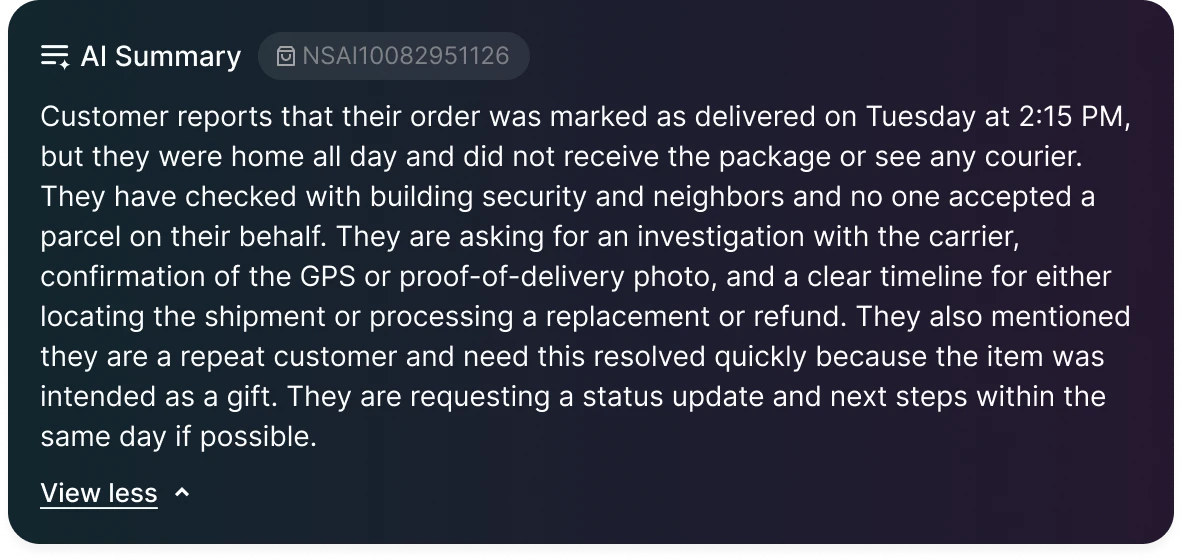 AI Summary NSAI10082951126
Customer reports that their order was marked as delivered on Tuesday at 2:15 PM,
but they were home all day and did not receive the package or see any courier.
They have checked with building security and neighbors and no one accepted a
parcel on their behalf. They are asking for an investigation with the carrier,
confirmation of the GPS or proof-of-delivery photo, and a clear timeline for either
locating the shipment or processing a replacement or refund. They also mentioned
they are a repeat customer and need this resolved quickly because the item was
intended as a gift. They are requesting a status update and next steps within the
same day if possible.
View less